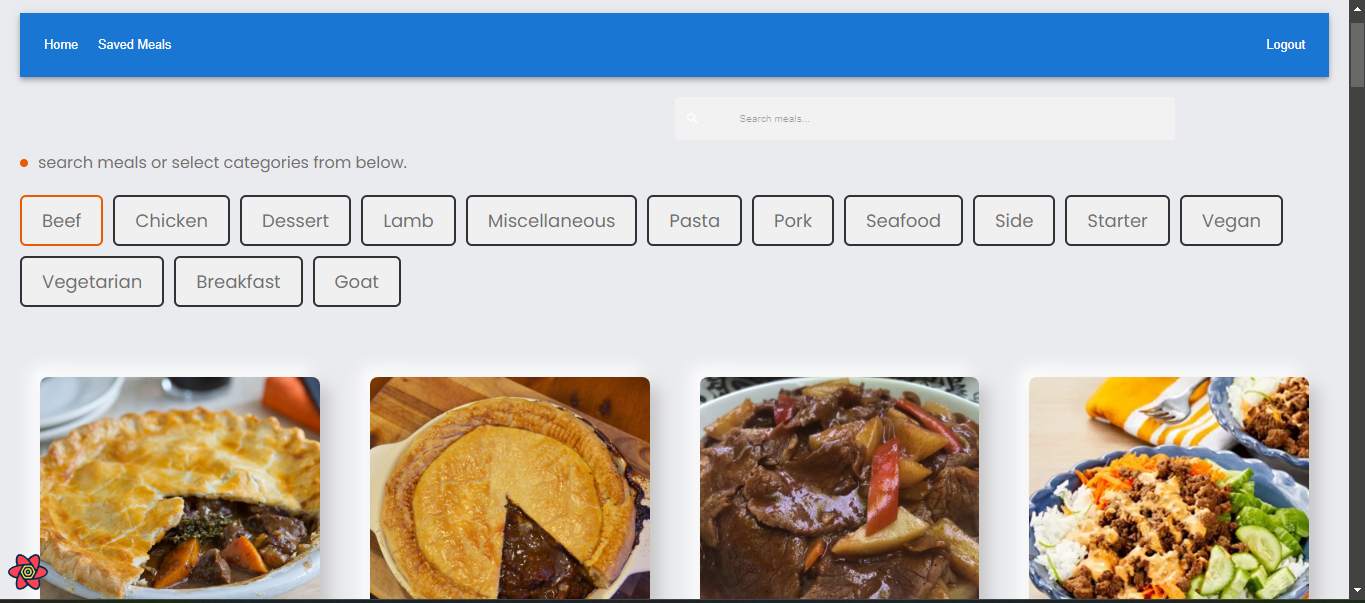 Home Saved Meals Logout
Search meals...
search meals or select categories from below.
Beef Chicken Dessert Lamb Miscellaneous Pasta Pork Seafood Side Starter Vegan
Vegetarian Breakfast Goat